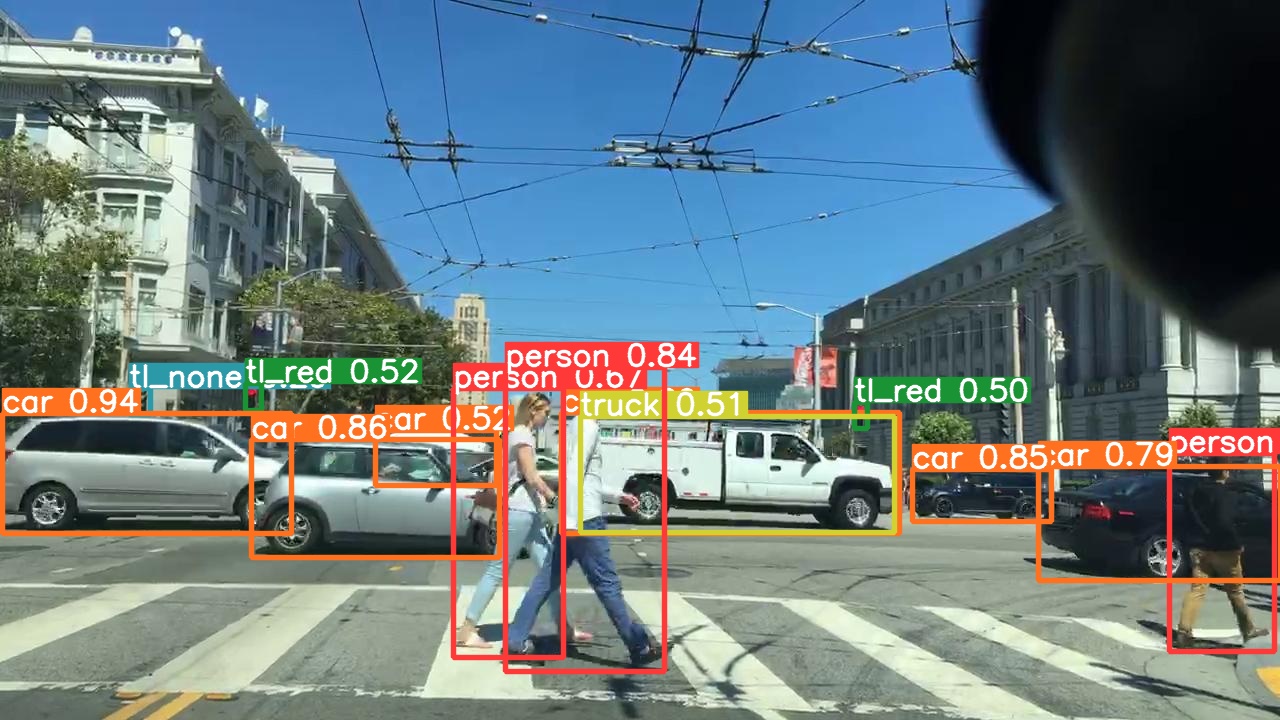 person 0.84
tl_none
tl_red 0.52
person 0.67
tl_red 0.50
car 0.94
car 0.86
car 0.52
truck 0.51
car 0.85
car 0.79
person